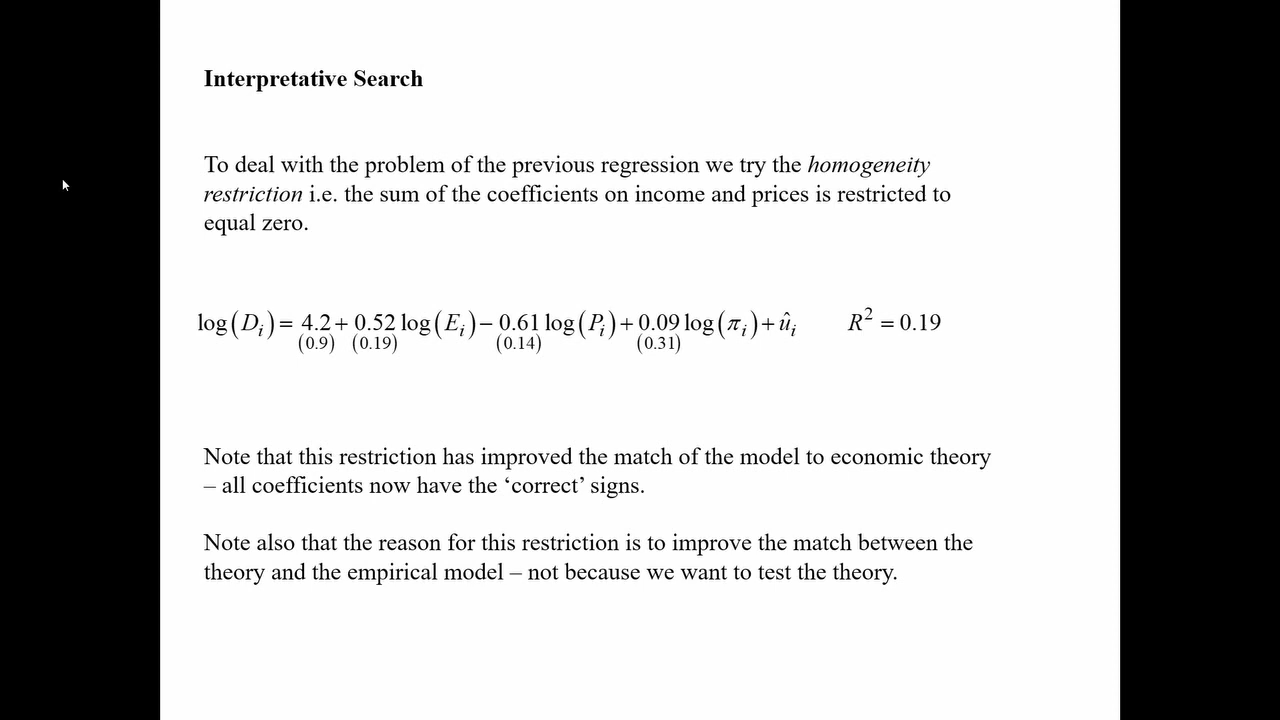 Interpretative Search
To deal with the problem of the previous regression we try the homogeneity
restriction i.e. the sum of the coefficients on income and prices is restricted to
equal zero.
log(D_i) = 4.2 + 0.52 log(E_i) − 0.61 log(P_i) + 0.09 log(π_i) + û_i R² = 0.19
(0.9) (0.19) (0.14) (0.31)
Note that this restriction has improved the match of the model to economic theory
– all coefficients now have the ‘correct’ signs.
Note also that the reason for this restriction is to improve the match between the
theory and the empirical model – not because we want to test the theory.